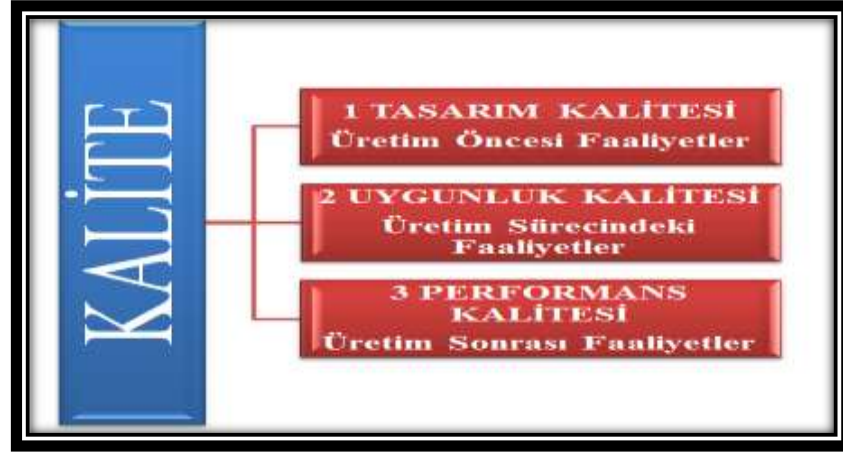 KALİTE
1 TASARIM KALİTESİ
Üretim Öncesi Faaliyetler
2 UYGUNLUK KALİTESİ
Üretim Sürecindeki
Faaliyetler
3 PERFORMANS
KALİTESİ
Üretim Sonrası Faaliyetler